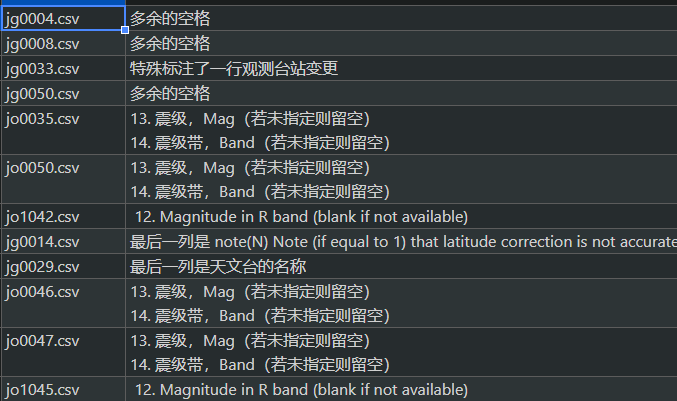 jg0004.csv 多余的空格
jg0008.csv 多余的空格
jg0033.csv 特殊标注了一行观测台站变更
jg0050.csv 多余的空格
jo0035.csv 13. 震级，Mag（若未指定则留空）
14. 震级带，Band（若未指定则留空）
jo0050.csv 13. 震级，Mag（若未指定则留空）
14. 震级带，Band（若未指定则留空）
jo1042.csv 12. Magnitude in R band (blank if not available)
jg0014.csv 最后一列是 note(N) Note (if equal to 1) that latitude correction is not accurate
jg0029.csv 最后一列是天文台的名称
jo0046.csv 13. 震级，Mag（若未指定则留空）
14. 震级带，Band（若未指定则留空）
jo0047.csv 13. 震级，Mag（若未指定则留空）
14. 震级带，Band（若未指定则留空）
jo1045.csv 12. Magnitude in R band (blank if not available)